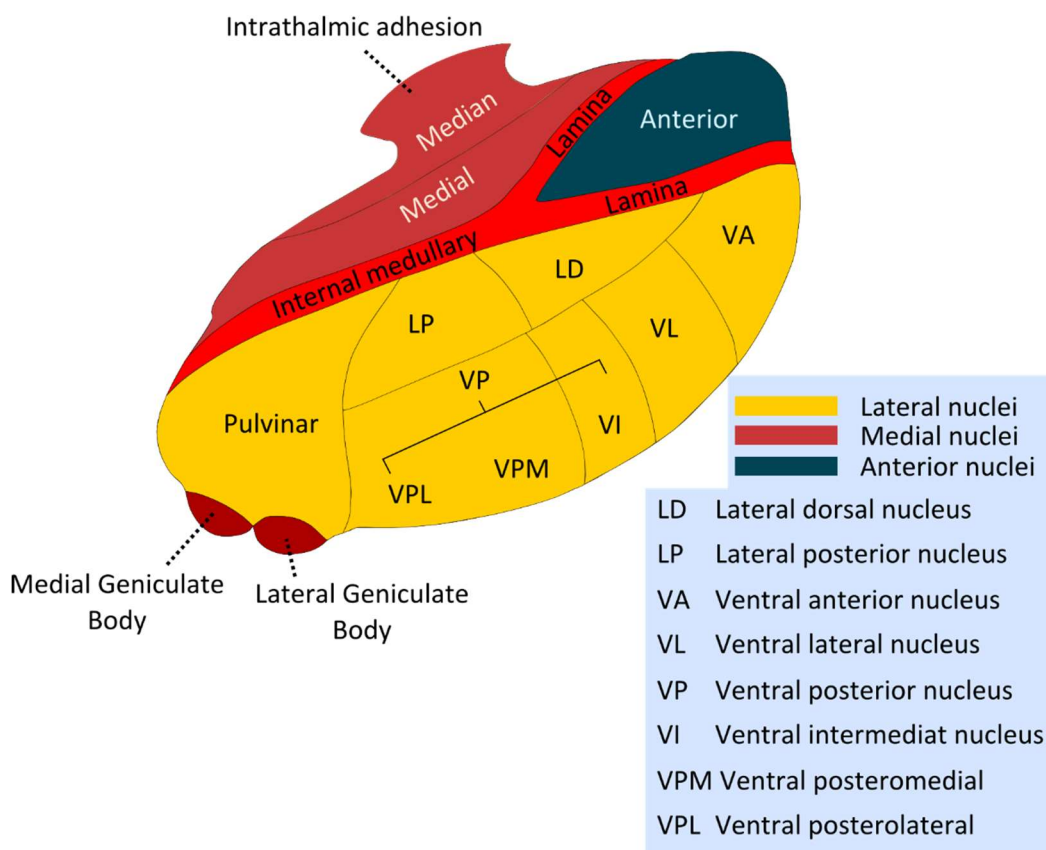 Intrathalmic adhesion
Median
Medial
Lamina
Anterior
Internal medullary
Lamina
LP
LD
VA
VL
VP
VI
Pulvinar
VPL
VPM
Medial Geniculate
Body
Lateral Geniculate
Body
Lateral nuclei
Medial nuclei
Anterior nuclei
LD Lateral dorsal nucleus
LP Lateral posterior nucleus
VA Ventral anterior nucleus
VL Ventral lateral nucleus
VP Ventral posterior nucleus
VI Ventral intermediat nucleus
VPM Ventral posteromedial
VPL Ventral posterolateral